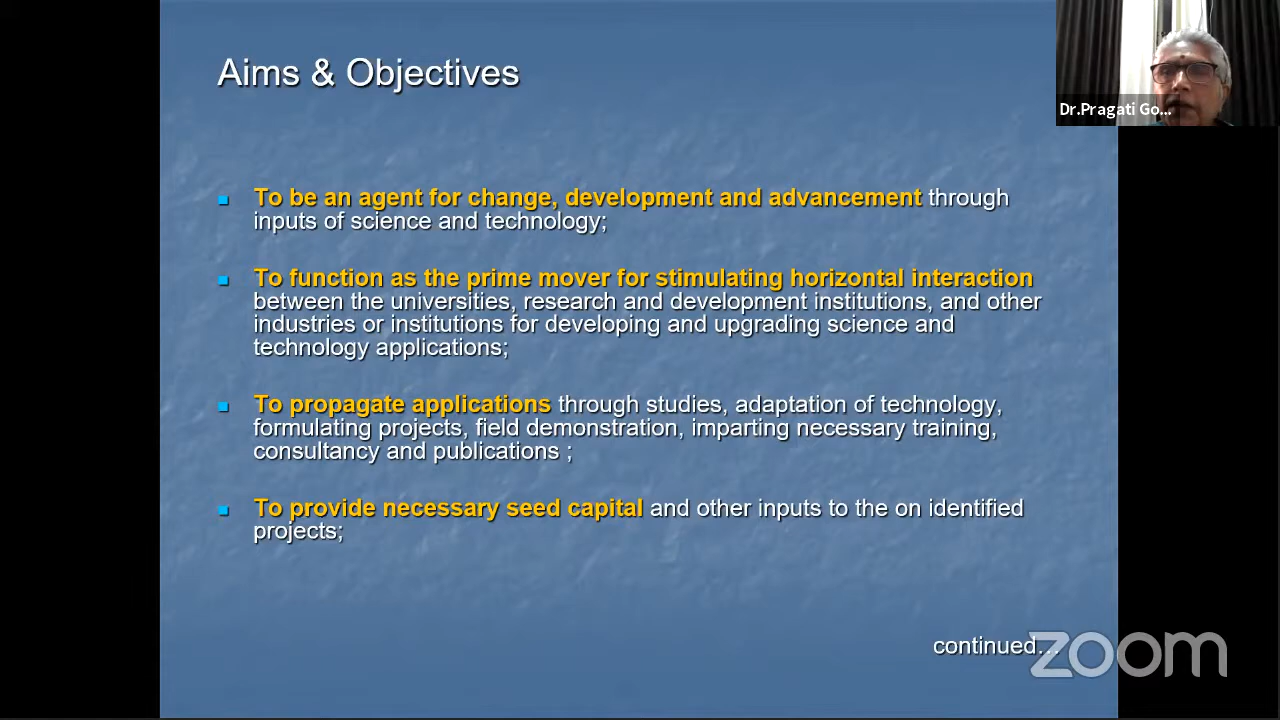 Aims & Objectives
Dr.Pragati Go...
To be an agent for change, development and advancement through
inputs of science and technology;
To function as the prime mover for stimulating horizontal interaction
between the universities, research and development institutions, and other
industries or institutions for developing and upgrading science and
technology applications;
To propagate applications through studies, adaptation of technology,
formulating projects, field demonstration, imparting necessary training,
consultancy and publications ;
To provide necessary seed capital and other inputs to the on identified
projects;
continued...
zoom